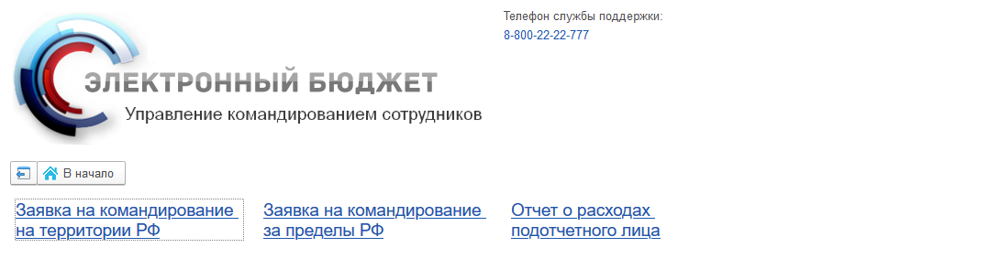 Телефон службы поддержки:
8-800-22-22-777
ЭЛЕКТРОННЫЙ БЮДЖЕТ
Управление командированием сотрудников
В начало
Заявка на командирование
на территории РФ
Заявка на командирование
за пределы РФ
Отчет о расходах
подотчетного лица